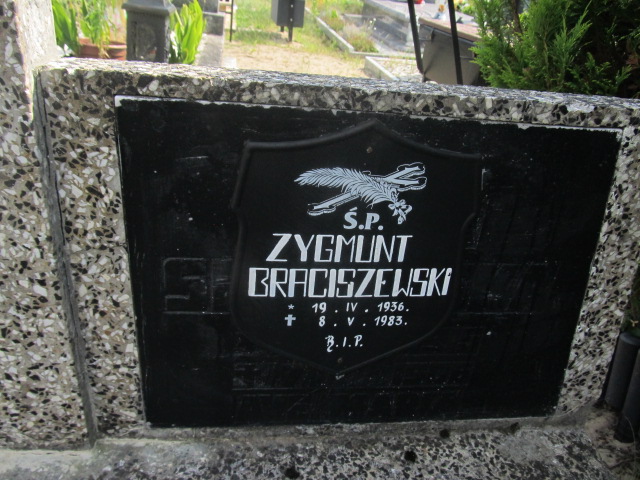 Ś.P.
ZYGMUNT
BRACISZEWSKI
* 19. IV. 1936.
✝ 8. V. 1983.
R.I.P.